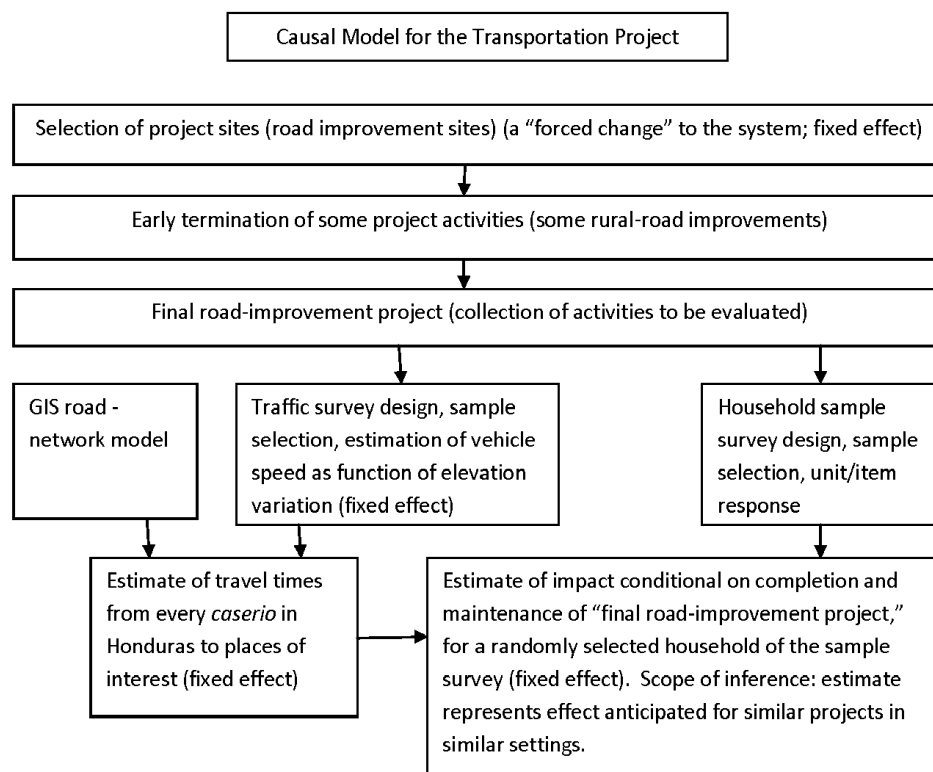 Causal Model for the Transportation Project
Selection of project sites (road improvement sites) (a “forced change” to the system; fixed effect)
Early termination of some project activities (some rural-road improvements)
Final road-improvement project (collection of activities to be evaluated)
GIS road -
network model
Traffic survey design, sample
selection, estimation of vehicle
speed as function of elevation
variation (fixed effect)
Household sample
survey design, sample
selection, unit/item
response
Estimate of travel times
from every caserio in
Honduras to places of
interest (fixed effect)
Estimate of impact conditional on completion and
maintenance of “final road-improvement project,”
for a randomly selected household of the sample
survey (fixed effect).  Scope of inference: estimate
represents effect anticipated for similar projects in
similar settings.